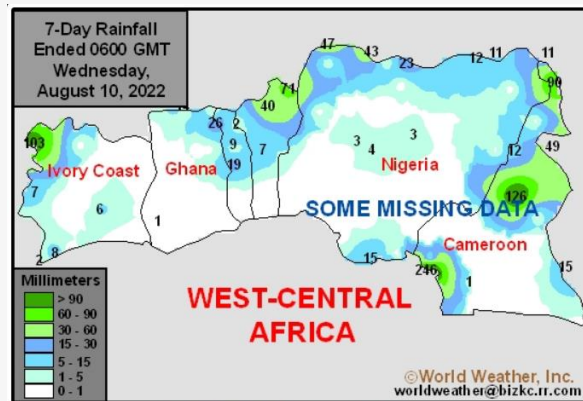 7-Day Rainfall
Ended 0600 GMT
Wednesday,
August 10, 2022
47
43
23
12
11
11
71
90
40
26
2
103
9
3
4
3
12
49
Ivory Coast
Ghana
19
7
Nigeria
7
126
6
SOME MISSING DATA
1
Cameroon
2
8
15
246
1
15
Millimeters
> 90
60 - 90
30 - 60
15 - 30
5 - 15
1 - 5
0 - 1
WEST-CENTRAL
AFRICA
©World Weather, Inc.
worldweather@bizkc.rr.com